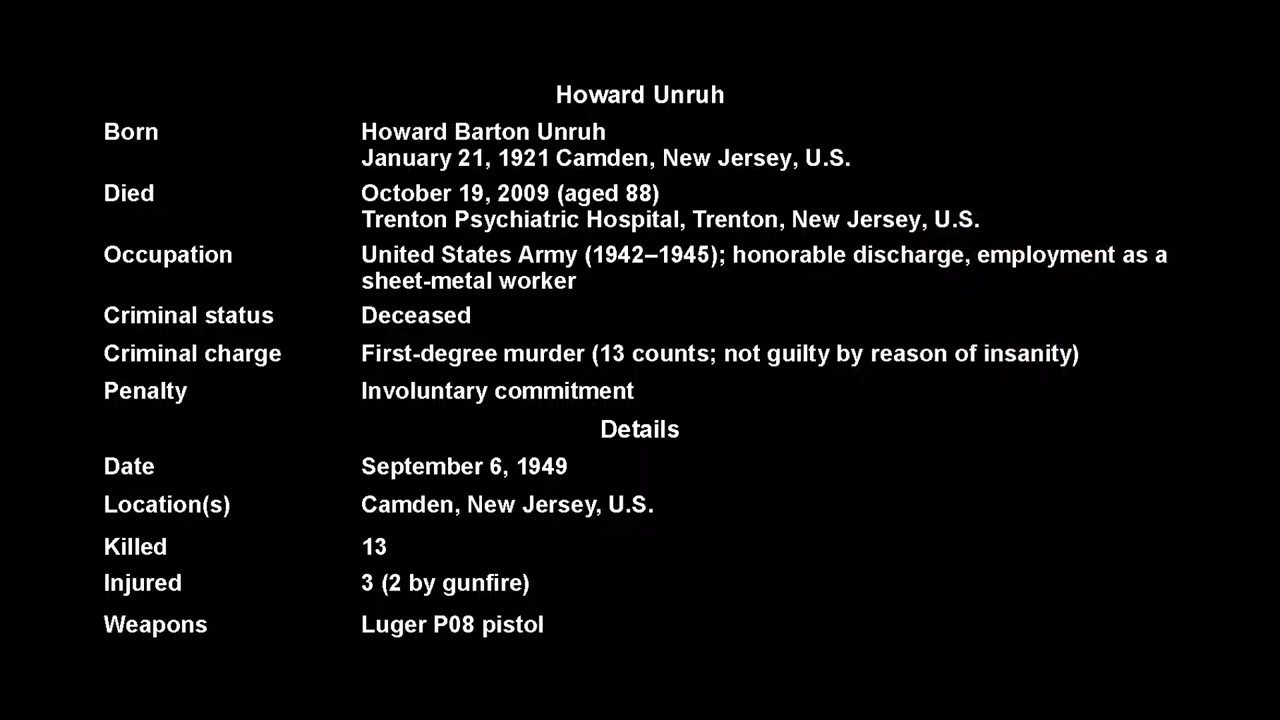 Howard Unruh
Born Howard Barton Unruh
January 21, 1921 Camden, New Jersey, U.S.
Died October 19, 2009 (aged 88)
Trenton Psychiatric Hospital, Trenton, New Jersey, U.S.
Occupation United States Army (1942–1945); honorable discharge, employment as a
sheet-metal worker
Criminal status Deceased
Criminal charge First-degree murder (13 counts; not guilty by reason of insanity)
Penalty Involuntary commitment
Details
Date September 6, 1949
Location(s) Camden, New Jersey, U.S.
Killed 13
Injured 3 (2 by gunfire)
Weapons Luger P08 pistol